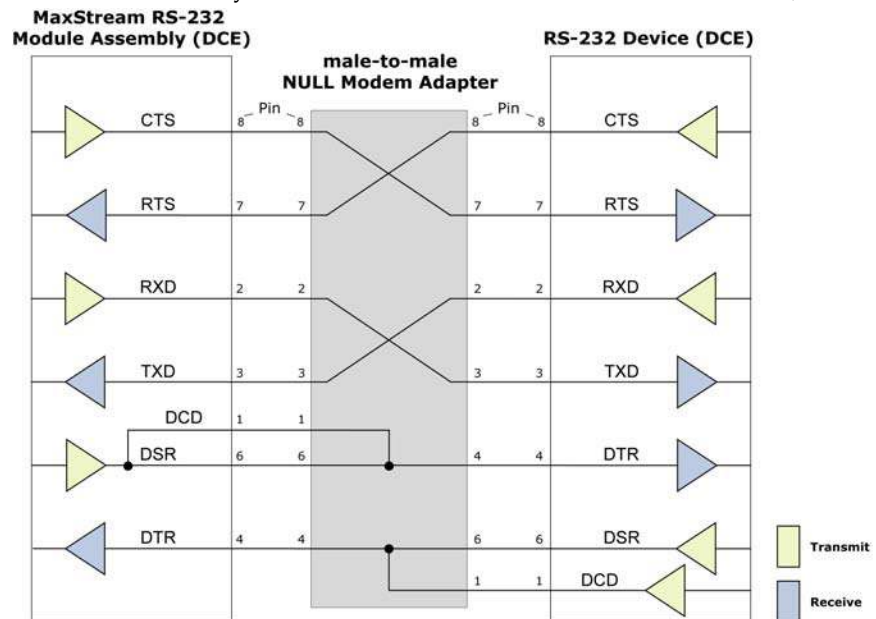 MaxStream RS-232
Module Assembly (DCE)
RS-232 Device (DCE)
male-to-male
NULL Modem Adapter
CTS 8 Pin 8 8 Pin 8 CTS
RTS 7 7 7 7 RTS
RXD 2 2 2 2 RXD
TXD 3 3 3 3 TXD
DCD 1 1
DSR 6 6 4 4 DTR
DTR 4 4 6 6 DSR
1 1 DCD
Transmit
Receive